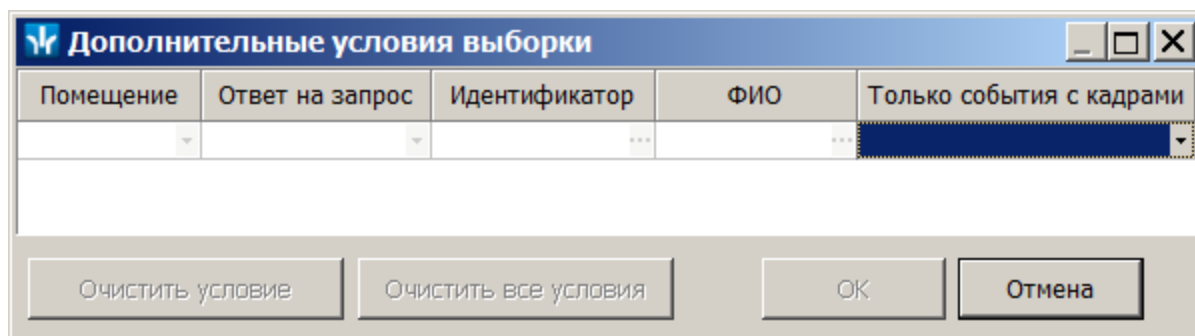 Дополнительные условия выборки
Помещение Ответ на запрос Идентификатор ФИО Только события с кадрами
Очистить условие Очистить все условия OK Отмена